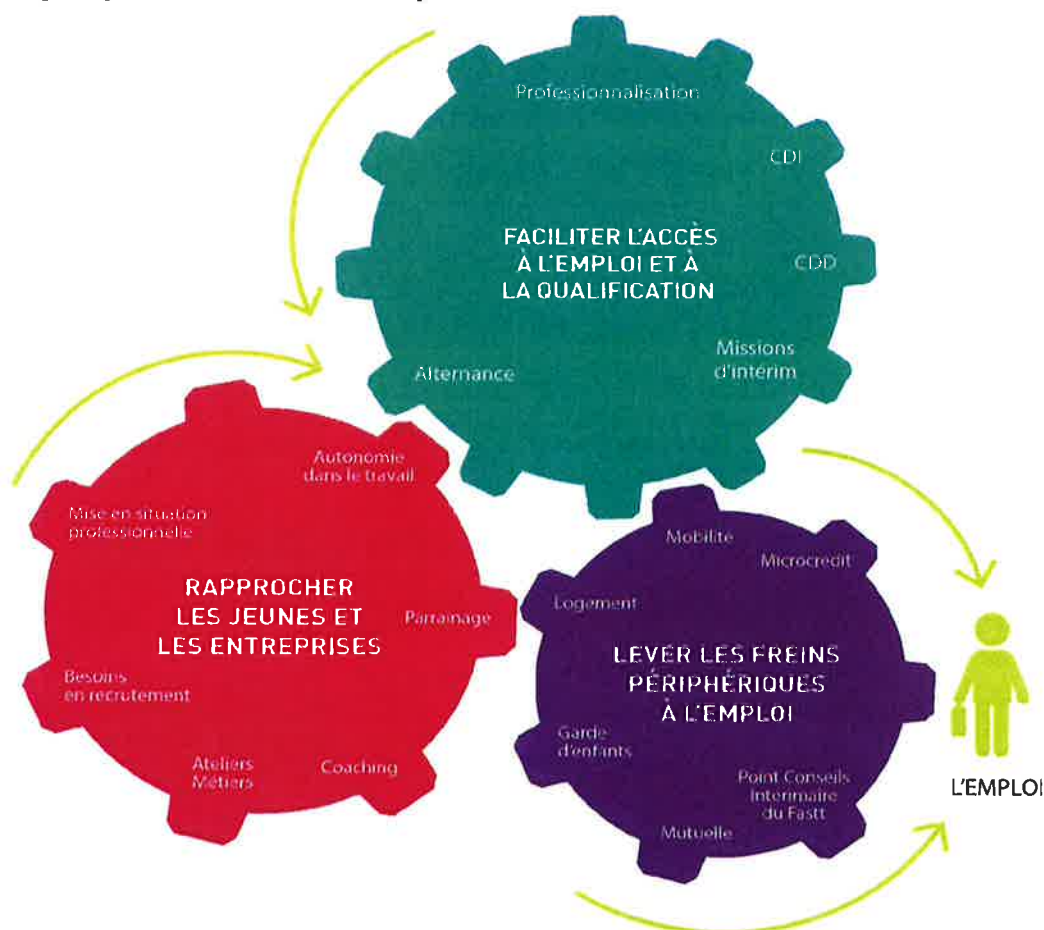 Professionnalisation
CDI
FACILITER L'ACCÈS
À L'EMPLOI ET À
LA QUALIFICATION
CDD
Missions
d'intérim
Alternance
Autonomie
dans le travail
Mise en situation
professionnelle
RAPPROCHER
LES JEUNES ET
LES ENTREPRISES
Parrainage
Besoins
en recrutement
Ateliers
Métiers
Coaching
Mobilité
Microcredit
Logement
LEVER LES FREINS
PÉRIPHÉRIQUES
À L'EMPLOI
Garde
d'enfants
Point Conseils
Intérimaire
du Fastt
Mutuelle
L'EMPLOI